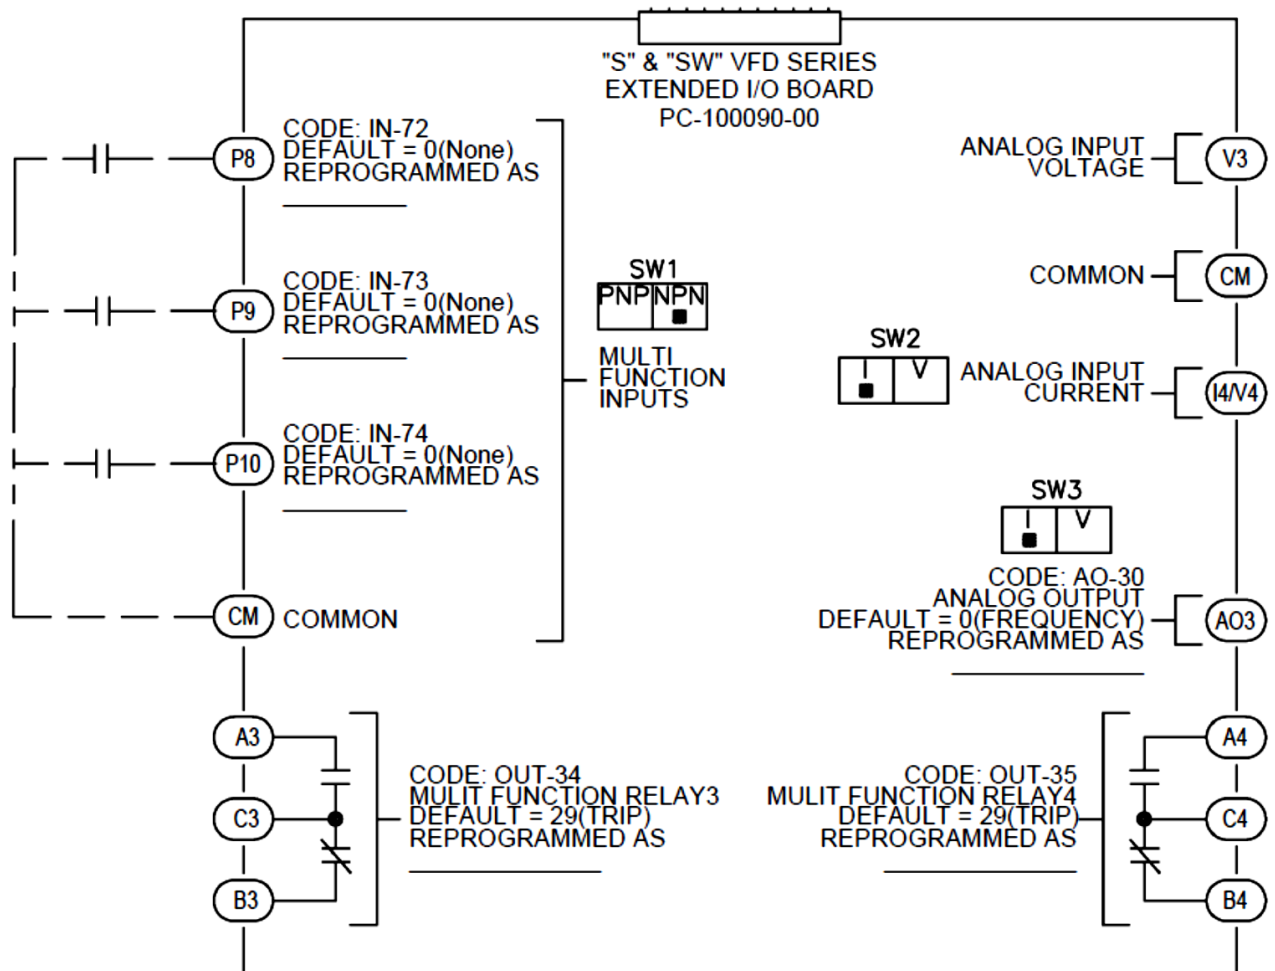 "S" & "SW" VFD SERIES
EXTENDED I/O BOARD
PC-100090-00
P8
CODE: IN-72
DEFAULT = 0(None)
REPROGRAMMED AS
P9
CODE: IN-73
DEFAULT = 0(None)
REPROGRAMMED AS
P10
CODE: IN-74
DEFAULT = 0(None)
REPROGRAMMED AS
CM
COMMON
SW1
PNP NPN
MULTI
FUNCTION
INPUTS
ANALOG INPUT
VOLTAGE
V3
COMMON
CM
SW2
I V
ANALOG INPUT
CURRENT
I4/V4
SW3
I V
CODE: AO-30
ANALOG OUTPUT
DEFAULT = 0(FREQUENCY)
REPROGRAMMED AS
AO3
A3
C3
B3
CODE: OUT-34
MULIT FUNCTION RELAY3
DEFAULT = 29(TRIP)
REPROGRAMMED AS
CODE: OUT-35
MULIT FUNCTION RELAY4
DEFAULT = 29(TRIP)
REPROGRAMMED AS
A4
C4
B4